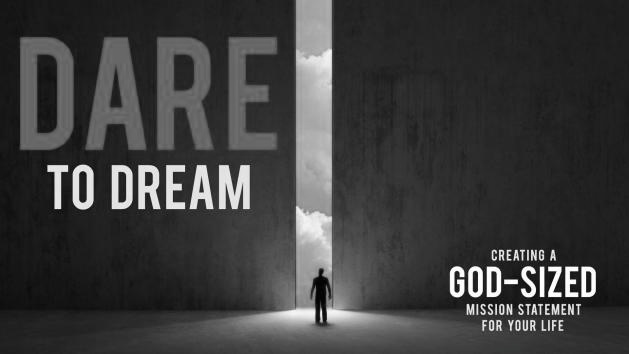 DARE
TO DREAM
CREATING A
GOD-SIZED
MISSION STATEMENT
FOR YOUR LIFE